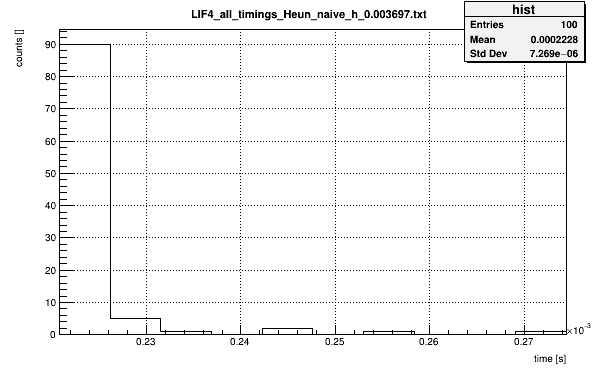 LIF4_all_timings_Heun_naive_h_0.003697.txt
hist
Entries 100
Mean 0.0002228
Std Dev 7.269e−06
counts []
90
80
70
60
50
40
30
20
10
0
0.23 0.24 0.25 0.26 0.27
×10⁻³
time [s]